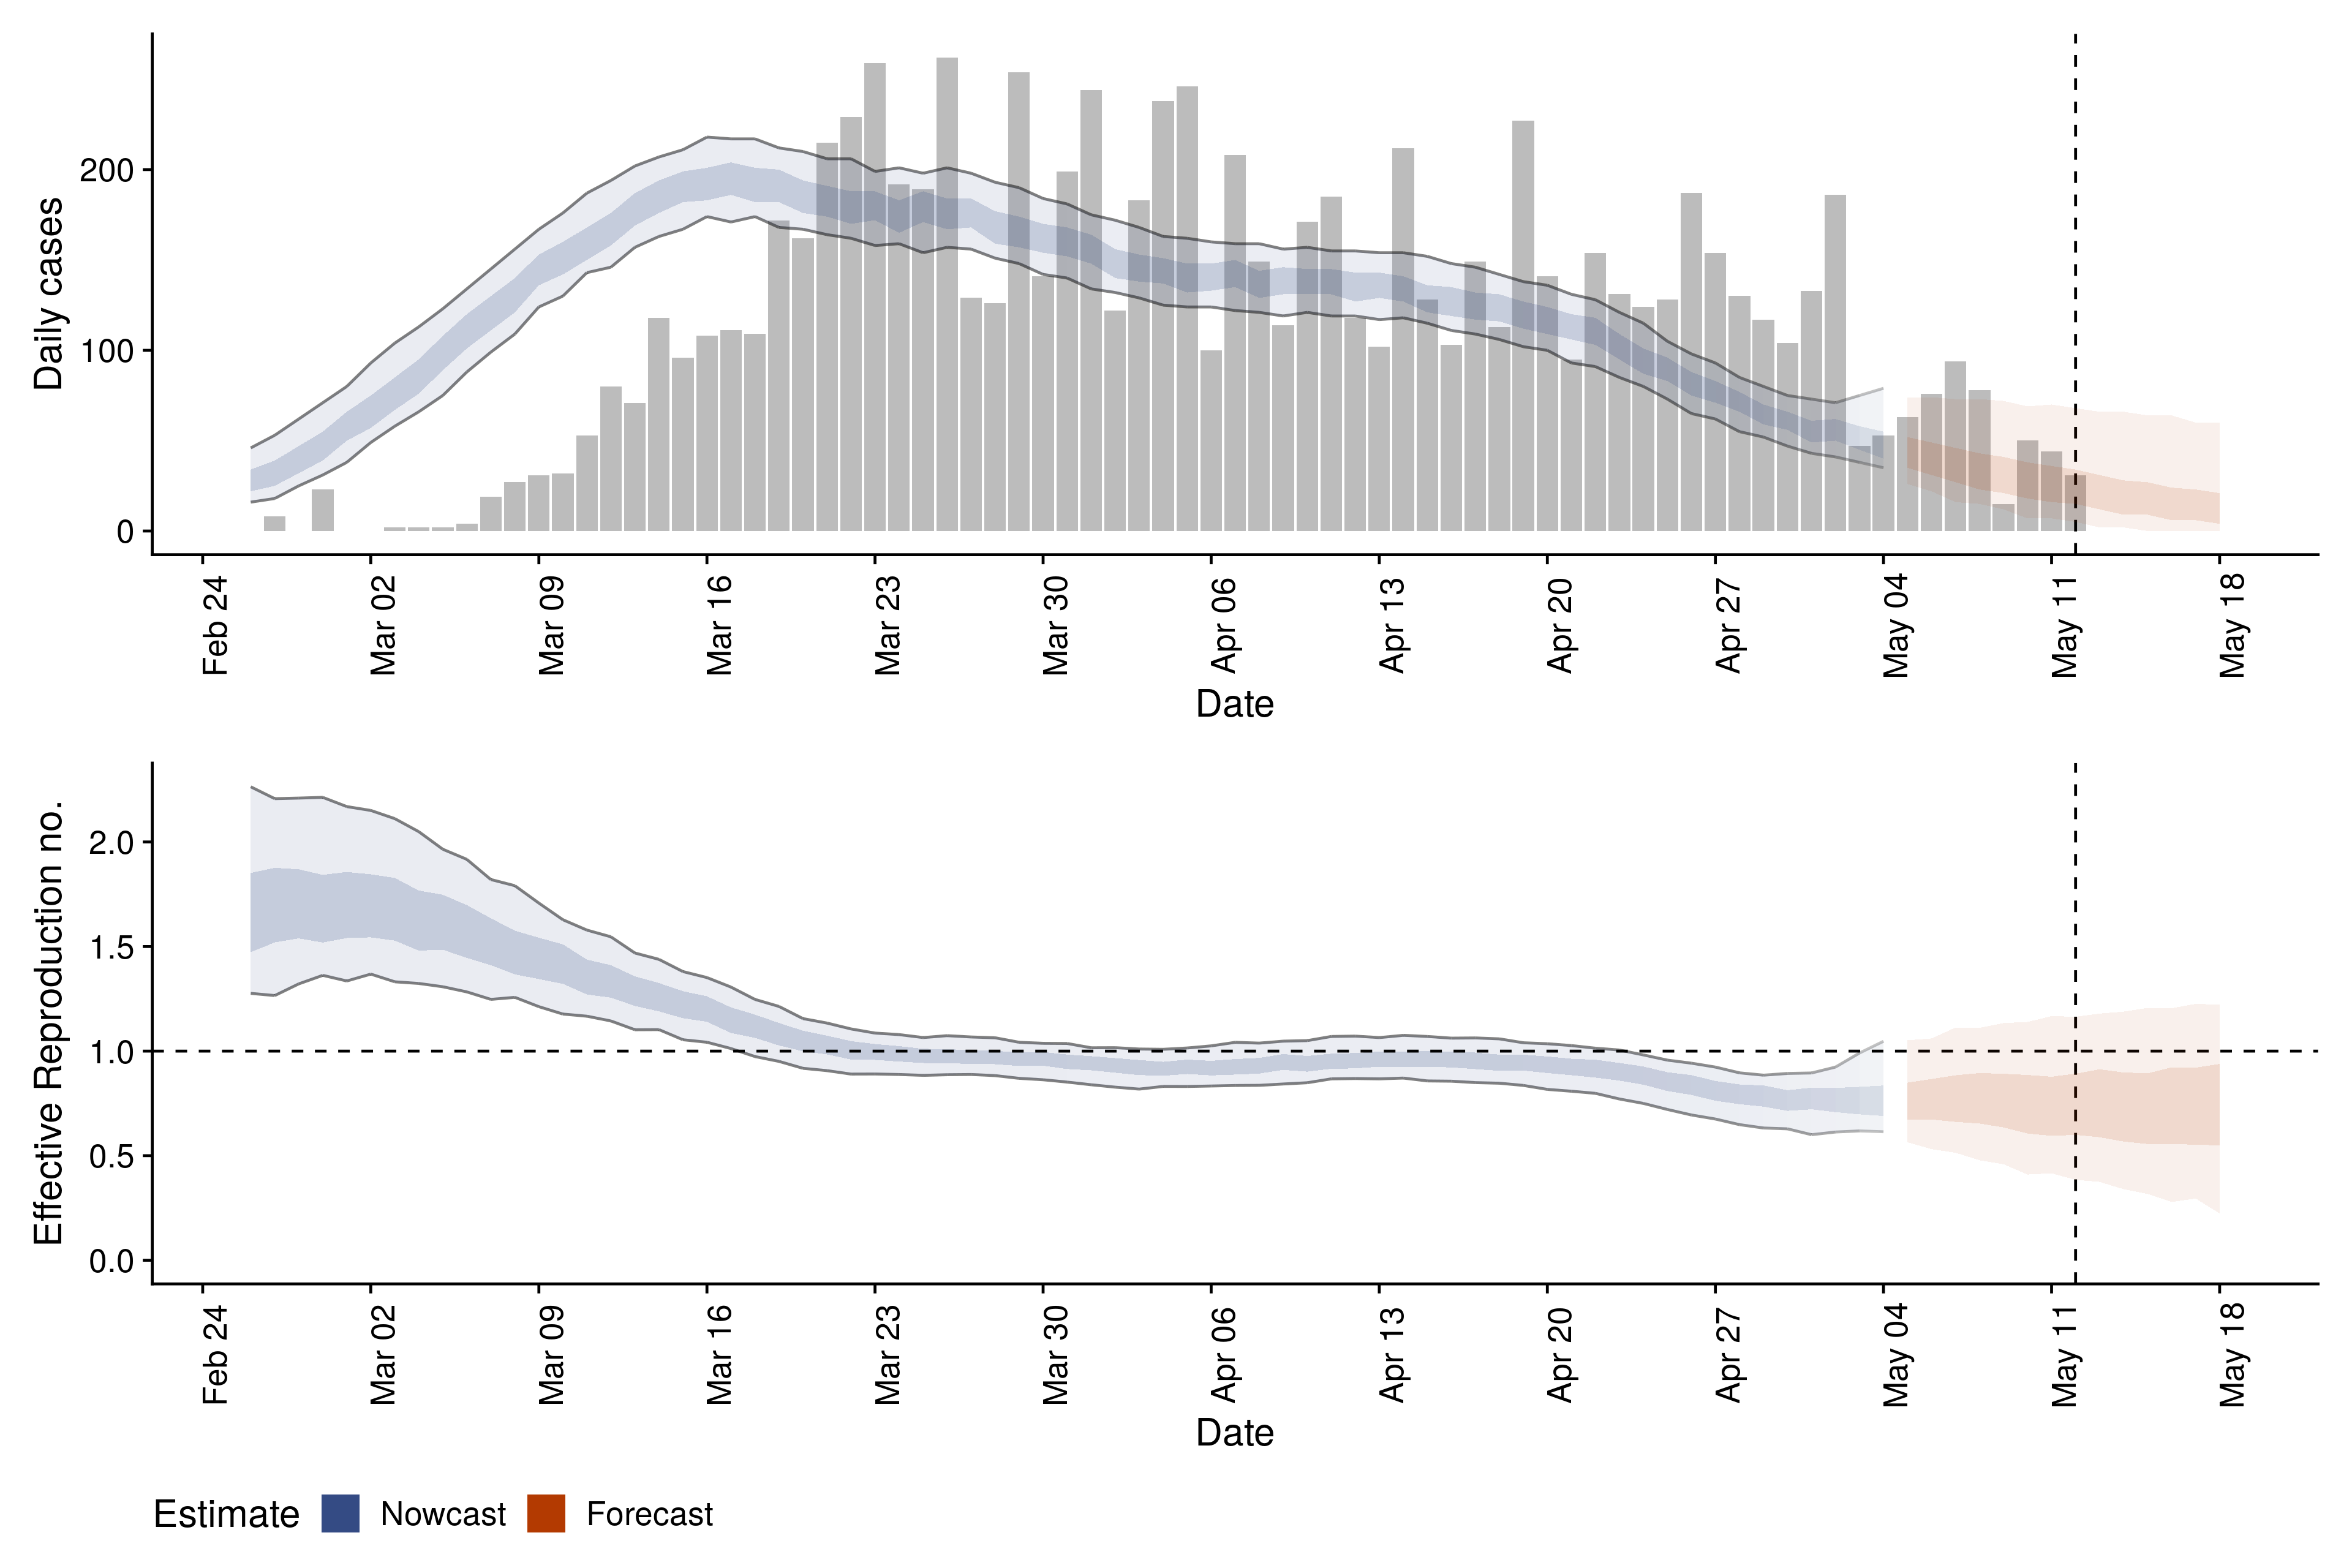 Daily cases
200
100
0
Feb 24 Mar 02 Mar 09 Mar 16 Mar 23 Mar 30 Apr 06 Apr 13 Apr 20 Apr 27 May 04 May 11 May 18
Date
Effective Reproduction no.
2.0
1.5
1.0
0.5
0.0
Feb 24 Mar 02 Mar 09 Mar 16 Mar 23 Mar 30 Apr 06 Apr 13 Apr 20 Apr 27 May 04 May 11 May 18
Date
Estimate Nowcast Forecast